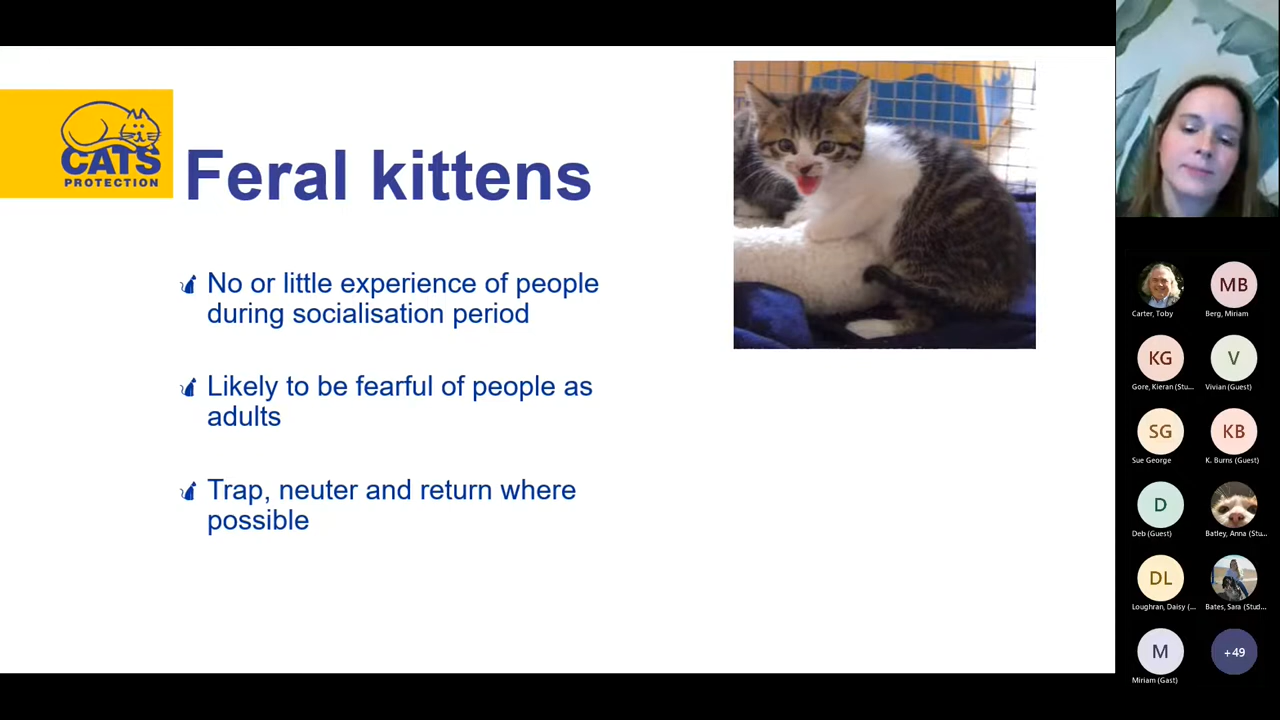 CATS
PROTECTION
Feral kittens
No or little experience of people
during socialisation period
Likely to be fearful of people as
adults
Trap, neuter and return where
possible
MB
Carter, Toby
Berg, Miriam
KG
V
Gore, Kieran (Stu...
Vivian (Guest)
SG
KB
Sue George
K. Burns (Guest)
D
Deb (Guest)
Batley, Anna (Stu...
DL
Loughran, Daisy (...
Bates, Sara (Stud...
M
+49
Miriam (Gast)